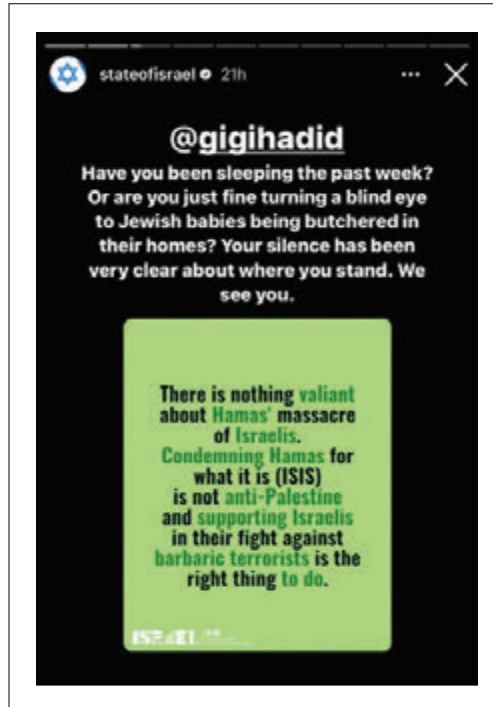 stateofisrael 21h
@gigihadid
Have you been sleeping the past week?
Or are you just fine turning a blind eye
to Jewish babies being butchered in
their homes? Your silence has been
very clear about where you stand. We
see you.
There is nothing valiant
about Hamas' massacre
of Israelis.
Condemning Hamas for
what it is (ISIS)
is not anti-Palestine
and supporting Israelis
in their fight against
barbaric terrorists is the
right thing to do.
ISRAEL